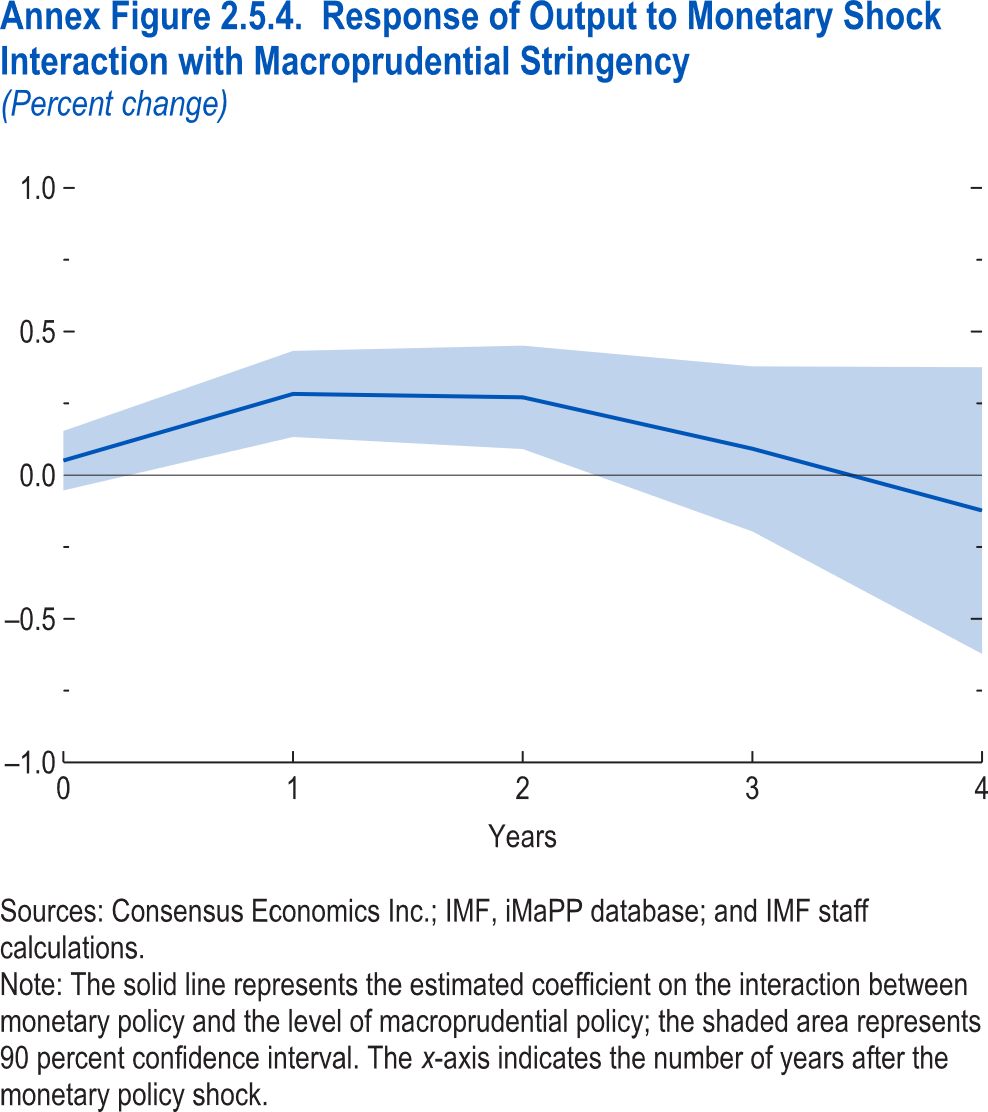 Annex Figure 2.5.4.  Response of Output to Monetary Shock
Interaction with Macroprudential Stringency
(Percent change)
1.0
0.5
0.0
–0.5
–1.0
0 1 2 3 4
Years
Sources: Consensus Economics Inc.; IMF, iMaPP database; and IMF staff
calculations.
Note: The solid line represents the estimated coefficient on the interaction between
monetary policy and the level of macroprudential policy; the shaded area represents
90 percent confidence interval. The x-axis indicates the number of years after the
monetary policy shock.